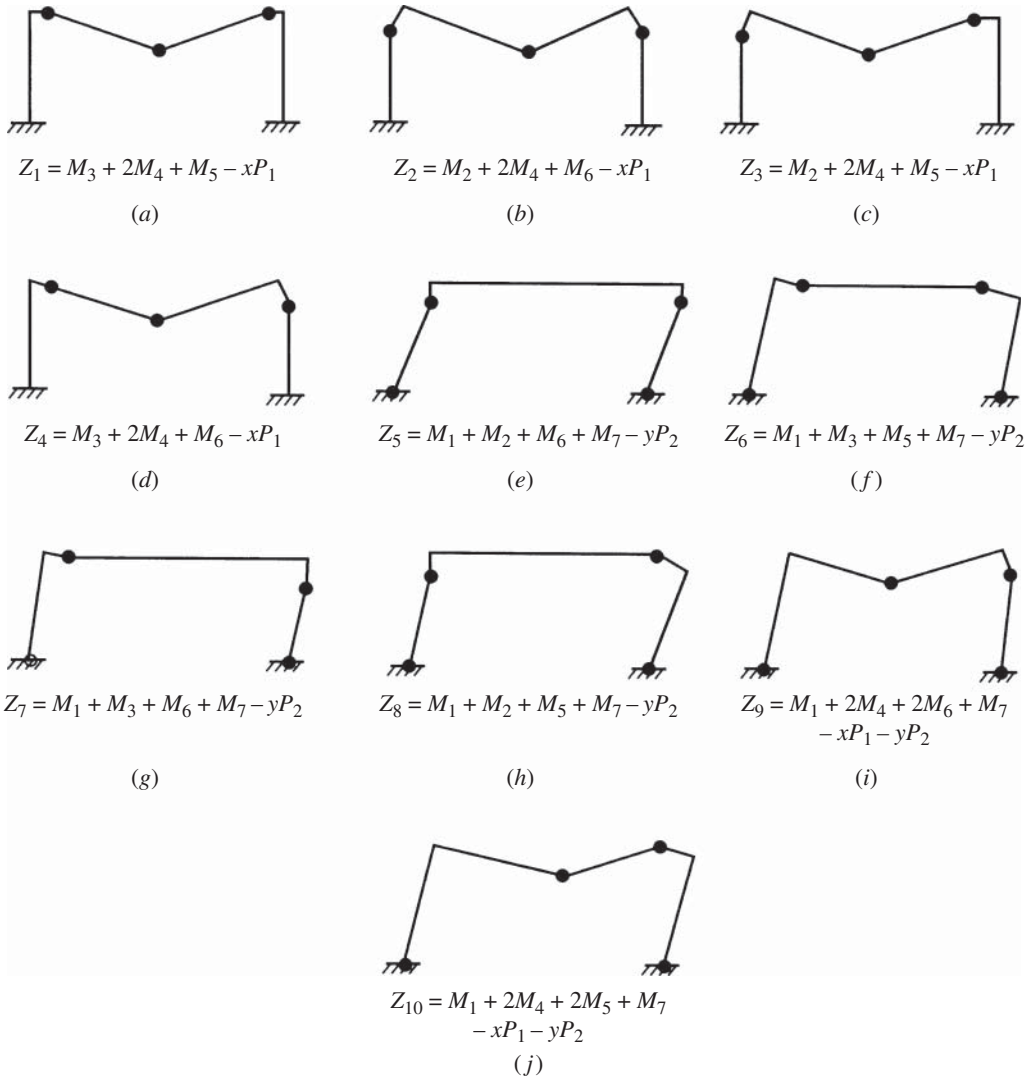 Z₁ = M₃ + 2M₄ + M₅ – xP₁
Z₂ = M₂ + 2M₄ + M₆ – xP₁
Z₃ = M₂ + 2M₄ + M₅ – xP₁
(a)
(b)
(c)
Z₄ = M₃ + 2M₄ + M₆ – xP₁
Z₅ = M₁ + M₂ + M₆ + M₇ – yP₂
Z₆ = M₁ + M₃ + M₅ + M₇ – yP₂
(d)
(e)
(f)
Z₇ = M₁ + M₃ + M₆ + M₇ – yP₂
Z₈ = M₁ + M₂ + M₅ + M₇ – yP₂
Z₉ = M₁ + 2M₄ + 2M₆ + M₇
– xP₁ – yP₂
(g)
(h)
(i)
Z₁₀ = M₁ + 2M₄ + 2M₅ + M₇
– xP₁ – yP₂
(j)